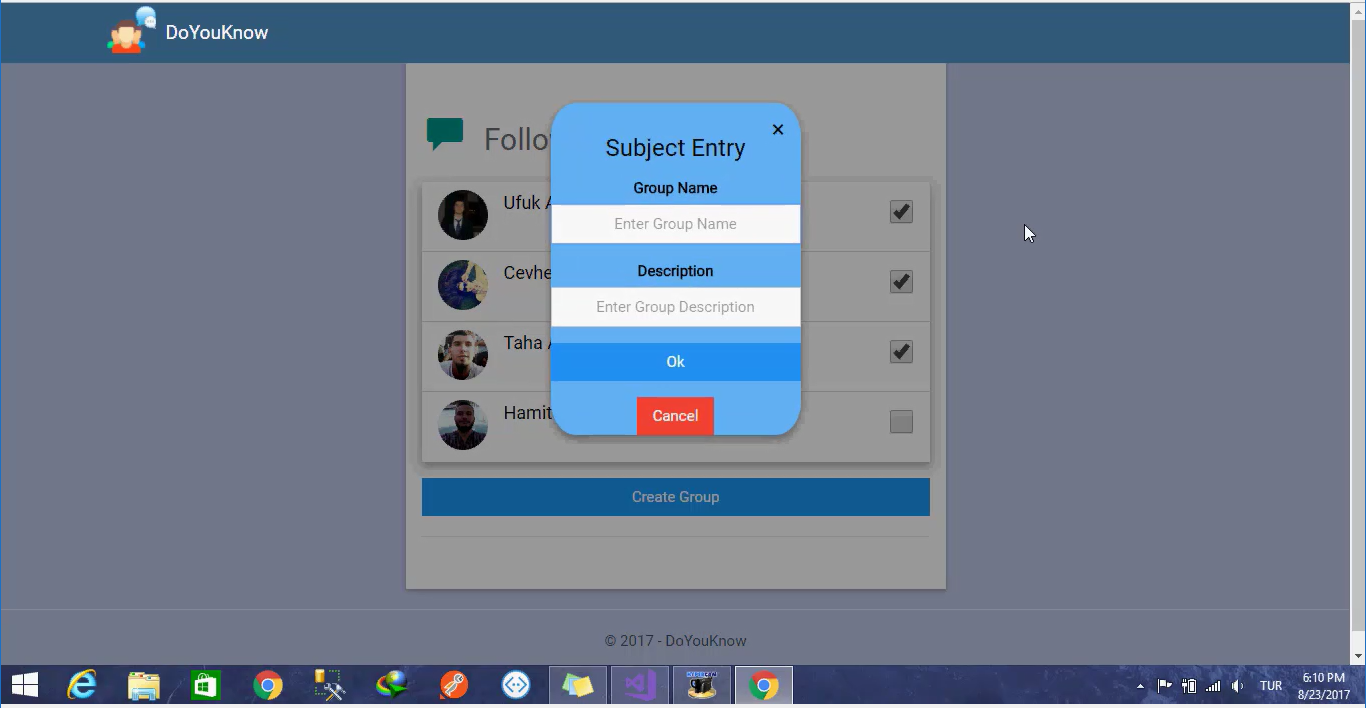 DoYouKnow
Follo
×
Subject Entry
Group Name
Ufuk A
Enter Group Name
Cevhe
Description
Enter Group Description
Taha A
Ok
Hamit
Cancel
Create Group
© 2017 - DoYouKnow
TUR
6:10 PM
8/23/2017